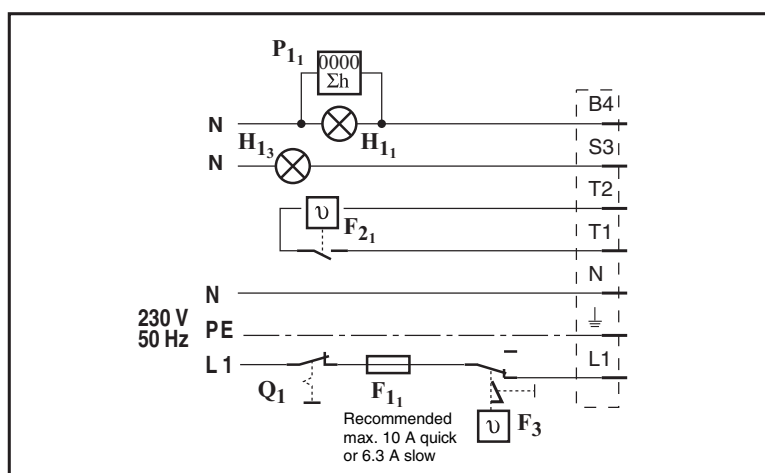 P1₁
0000
Σh
B4
N
H1₃
H1₁
S3
N
T2
υ
F2₁
T1
N
N
230 V
50 Hz
PE
L1
L1
Q1
F1₁
υ
F3
Recommended
max. 10 A quick
or 6.3 A slow